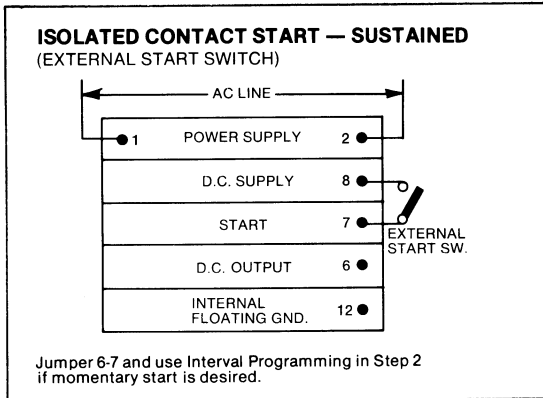 ISOLATED CONTACT START — SUSTAINED
(EXTERNAL START SWITCH)
AC LINE
1 POWER SUPPLY 2
D.C. SUPPLY 8
START 7
EXTERNAL
START SW.
D.C. OUTPUT 6
INTERNAL
FLOATING GND. 12
Jumper 6-7 and use Interval Programming in Step 2
if momentary start is desired.